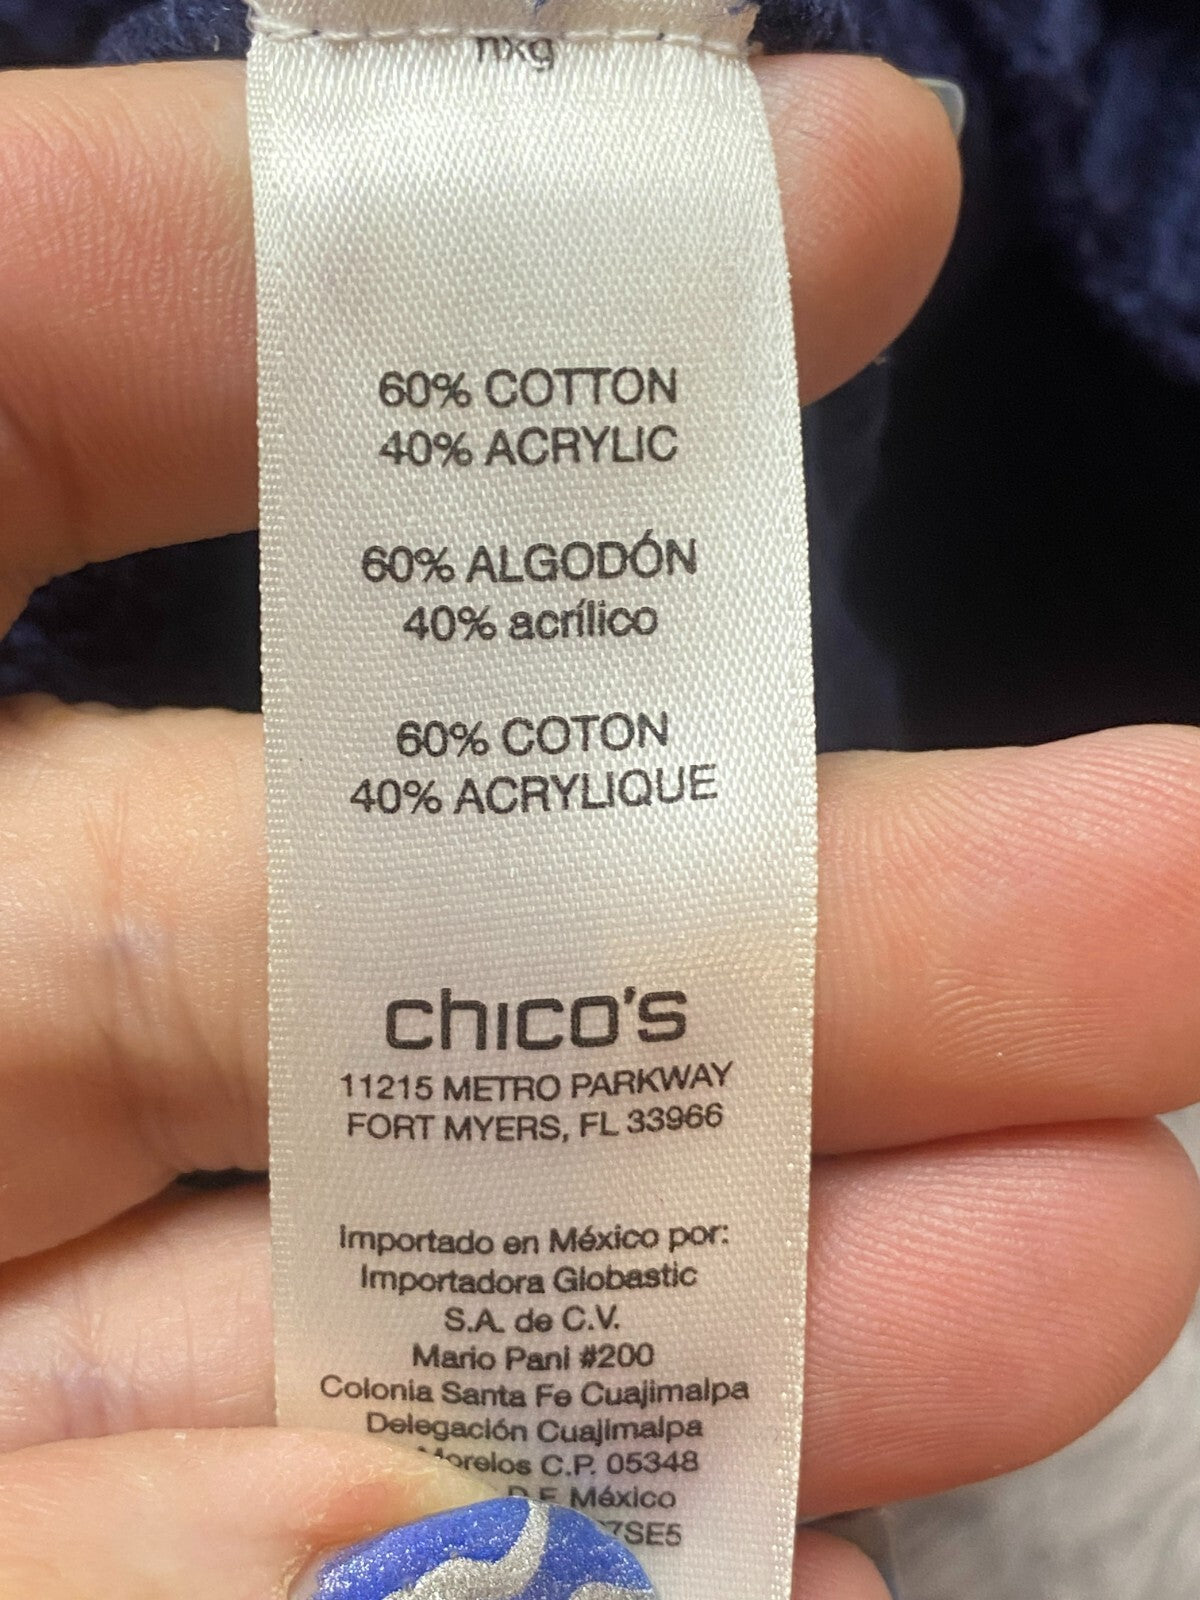 60% COTTON
40% ACRYLIC
60% ALGODÓN
40% acrílico
60% COTON
40% ACRYLIQUE
chico's
11215 METRO PARKWAY
FORT MYERS, FL 33966
Importado en México por:
Importadora Globastic
S.A. de C.V.
Mario Pani #200
Colonia Santa Fe Cuajimalpa
Delegación Cuajimalpa
C.P. 05348
México